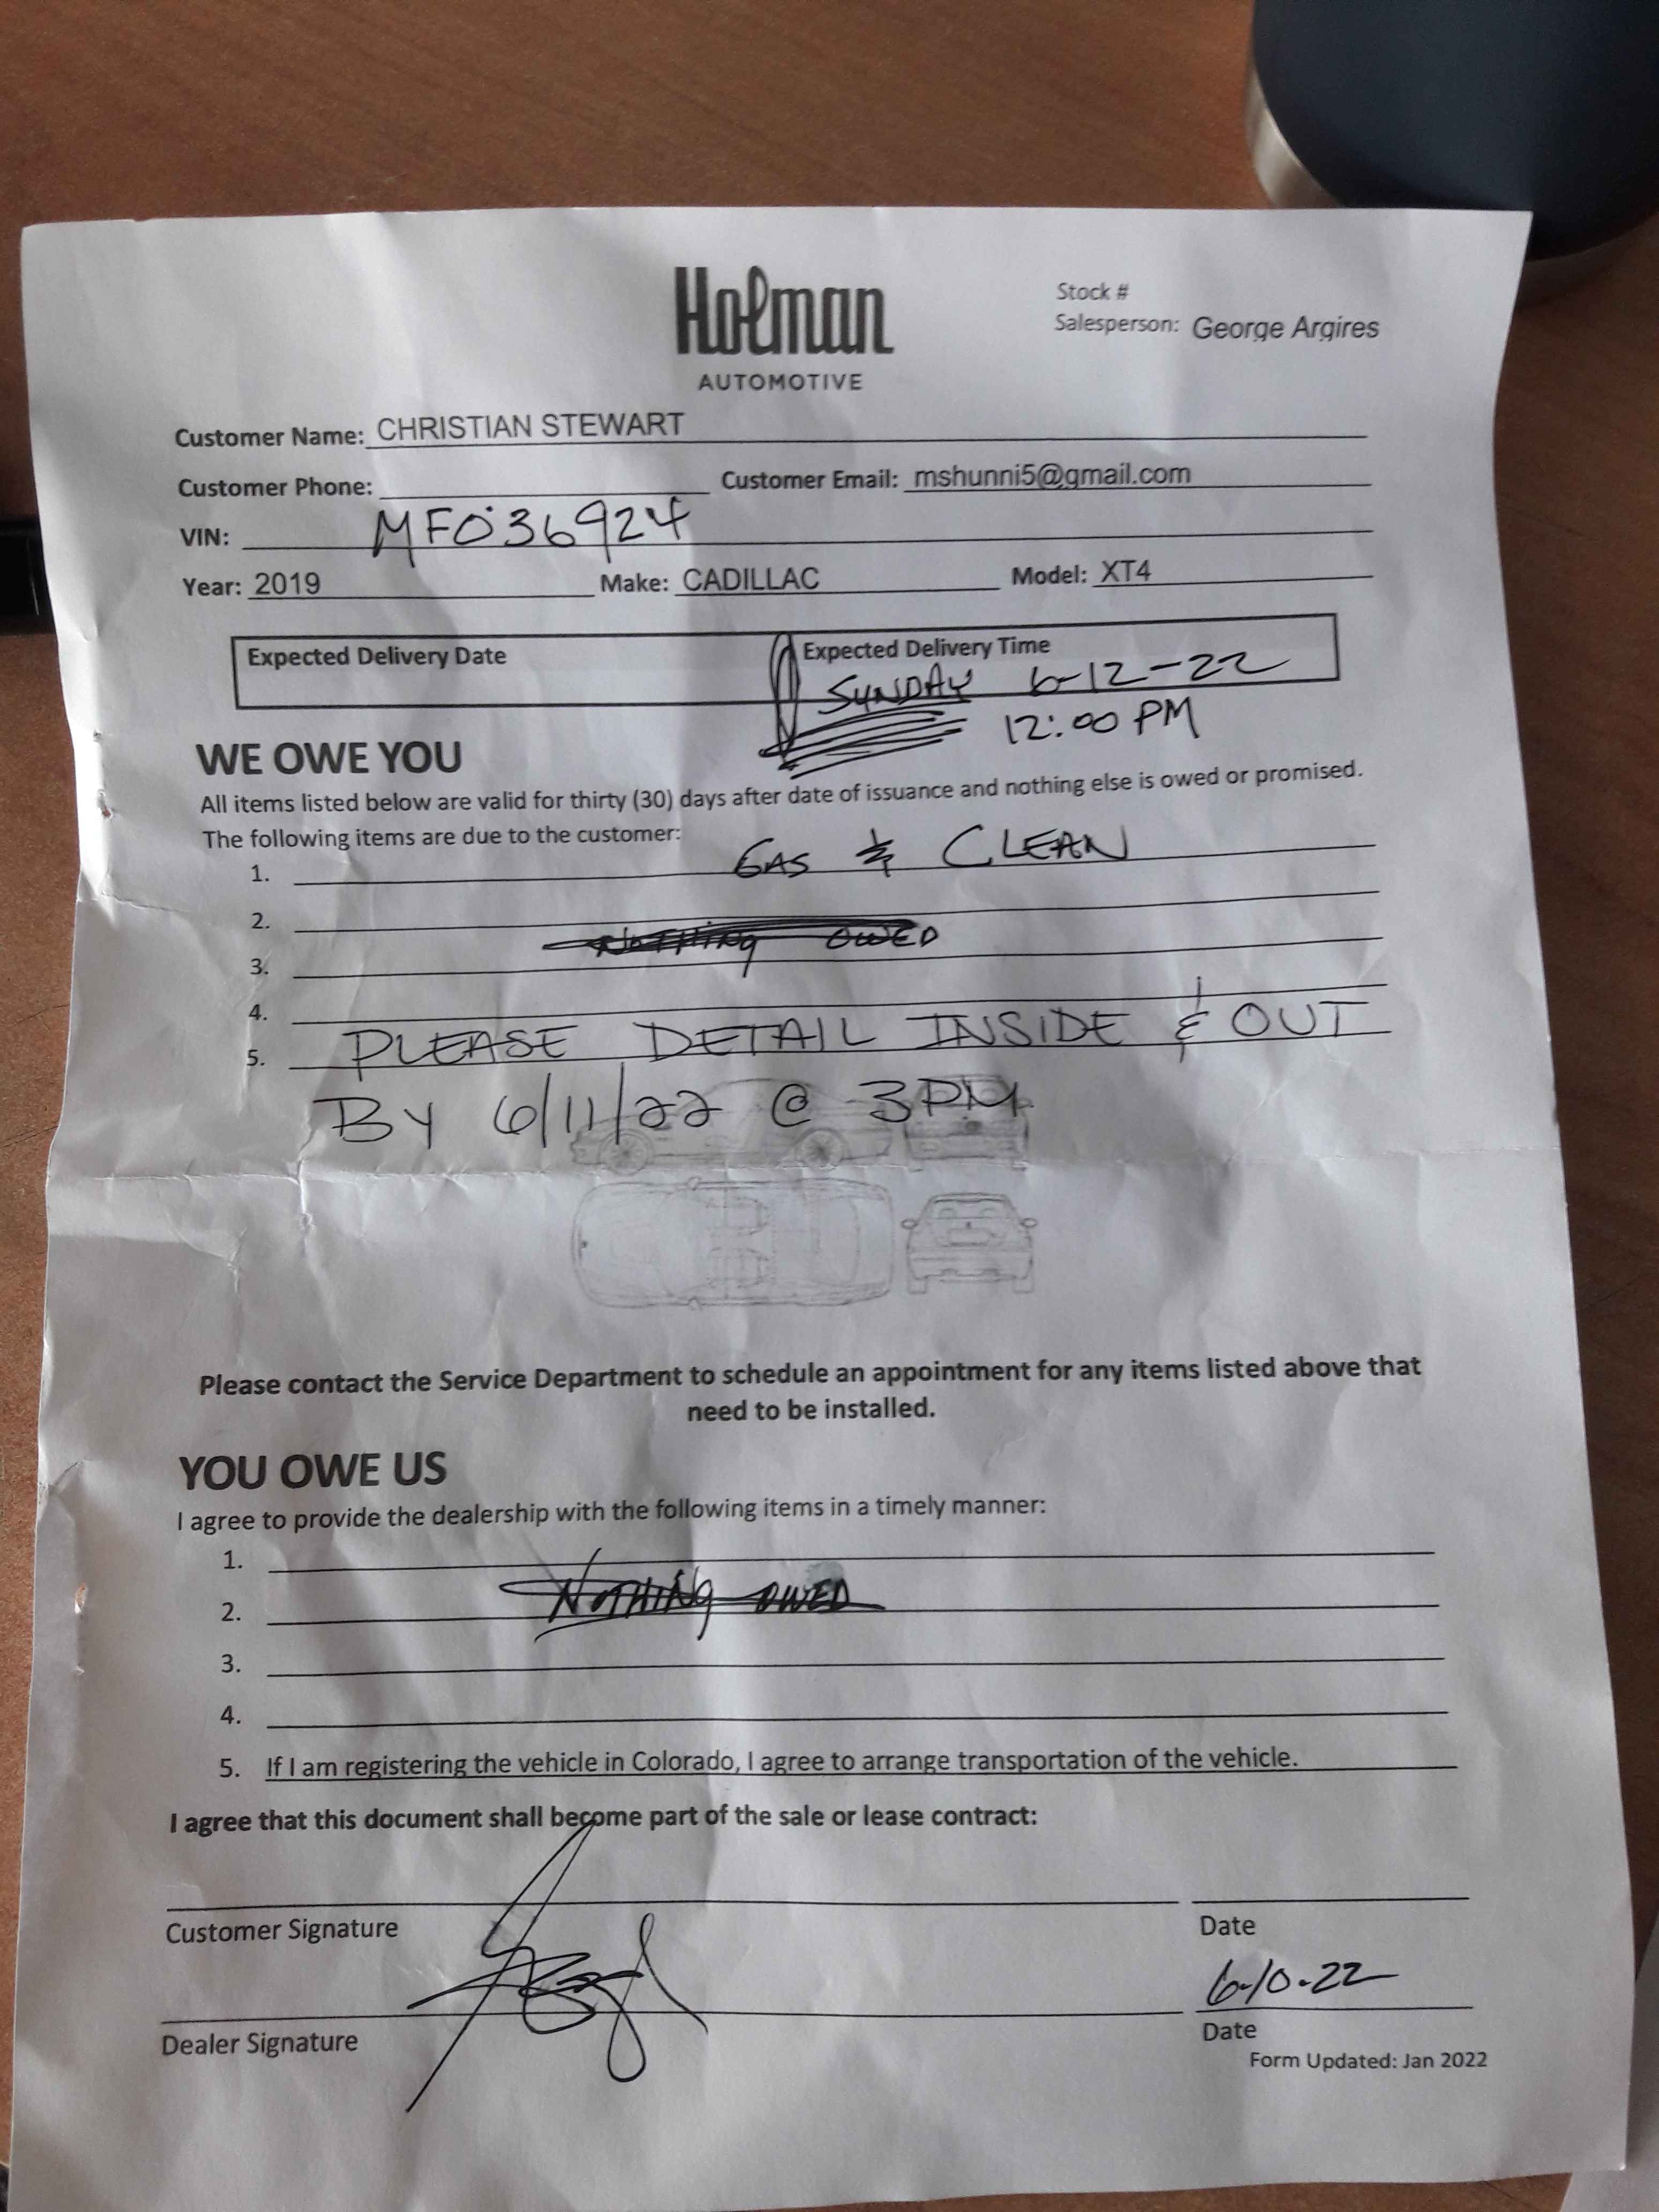 Holman
AUTOMOTIVE
Stock #
Salesperson: George Argires
Customer Name: CHRISTIAN STEWART
Customer Phone: Customer Email: mshunni5@gmail.com
VIN: MF036924
Year: 2019 Make: CADILLAC Model: XT4
Expected Delivery Date Expected Delivery Time
SUNDAY 6-12-22
12:00 PM
WE OWE YOU
All items listed below are valid for thirty (30) days after date of issuance and nothing else is owed or promised.
The following items are due to the customer:
1. GAS & CLEAN
2.
NOTHING OWED
3.
4.
5. PLEASE DETAIL INSIDE & OUT
BY 6/11/22 @ 3PM
Please contact the Service Department to schedule an appointment for any items listed above that
need to be installed.
YOU OWE US
I agree to provide the dealership with the following items in a timely manner:
1.
2. NOTHING OWED
3.
4.
5. If I am registering the vehicle in Colorado, I agree to arrange transportation of the vehicle.
I agree that this document shall become part of the sale or lease contract:
Customer Signature Date
6-10-22
Dealer Signature Date
Form Updated: Jan 2022